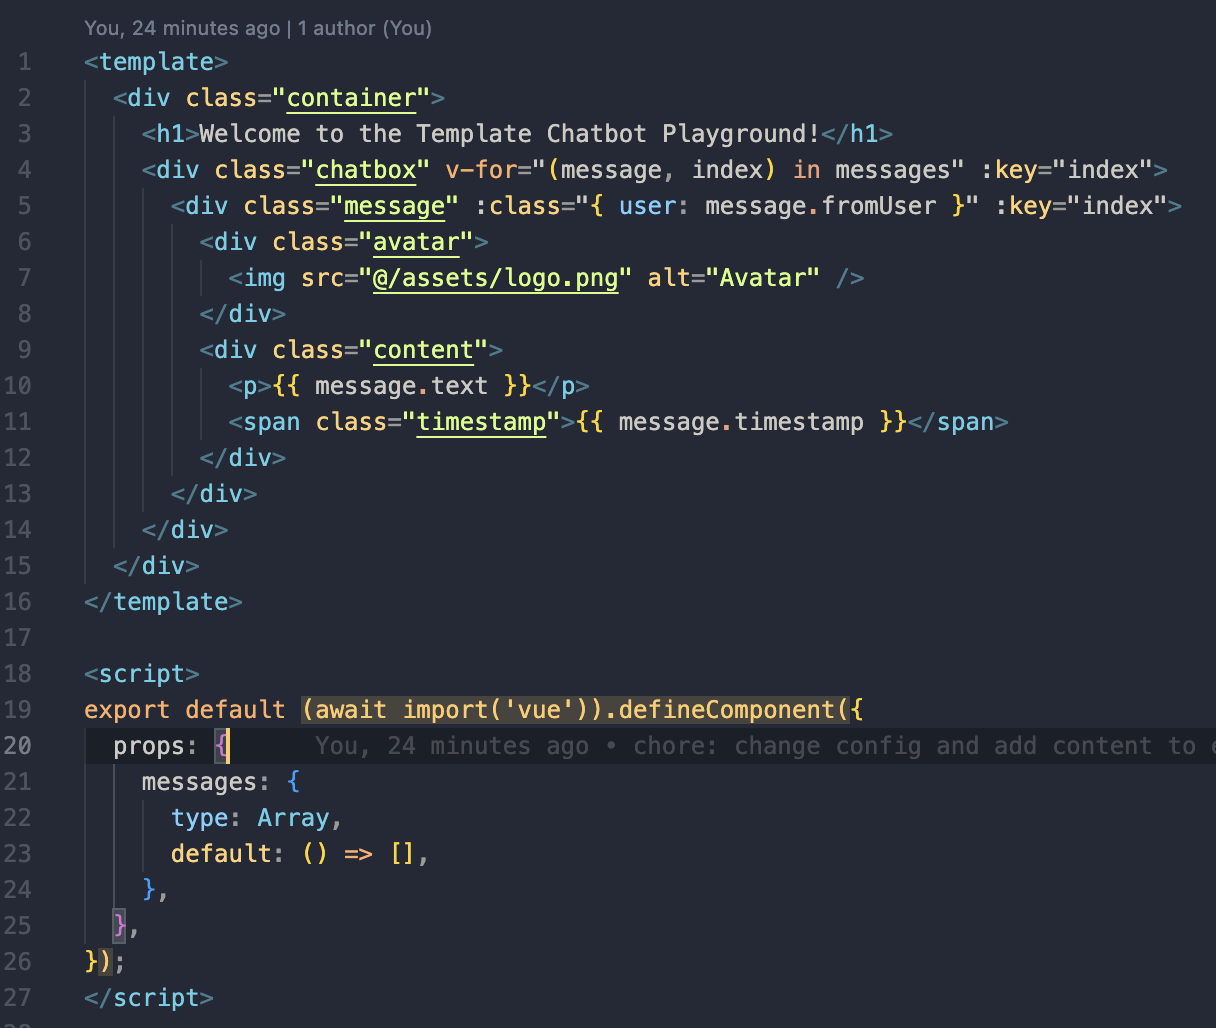 You, 24 minutes ago | 1 author (You)
1 <template>
2 <div class="container">
3 <h1>Welcome to the Template Chatbot Playground!</h1>
4 <div class="chatbox" v-for="(message, index) in messages" :key="index">
5 <div class="message" :class="{ user: message.fromUser }" :key="index">
6 <div class="avatar">
7 <img src="@/assets/logo.png" alt="Avatar" />
8 </div>
9 <div class="content">
10 <p>{{ message.text }}</p>
11 <span class="timestamp">{{ message.timestamp }}</span>
12 </div>
13 </div>
14 </div>
15 </div>
16 </template>
17
18 <script>
19 export default (await import('vue')).defineComponent({
20 props: { You, 24 minutes ago • chore: change config and add content to
21 messages: {
22 type: Array,
23 default: () => [],
24 },
25 },
26 });
27 </script>